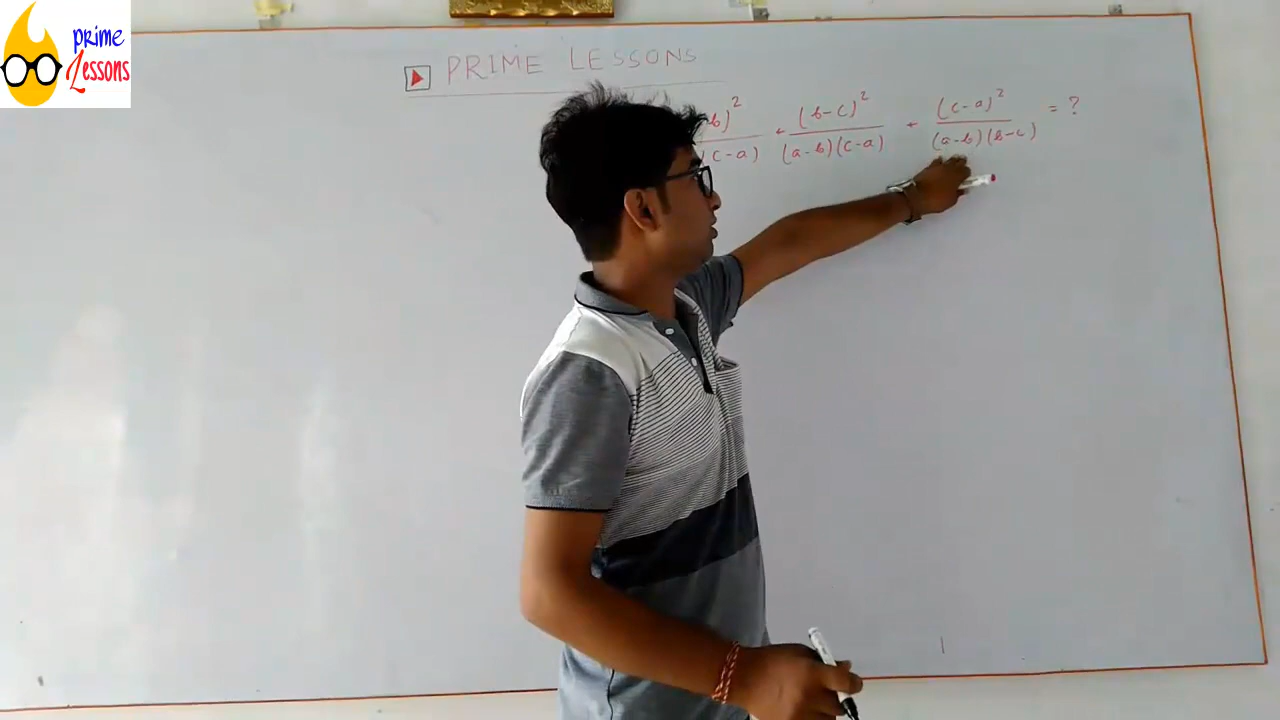 prime
Lessons
PRIME LESSONS
b)² / (c-a) + (b-c)² / (a-b)(c-a) + (c-a)² / (a-b)(b-c) = ?